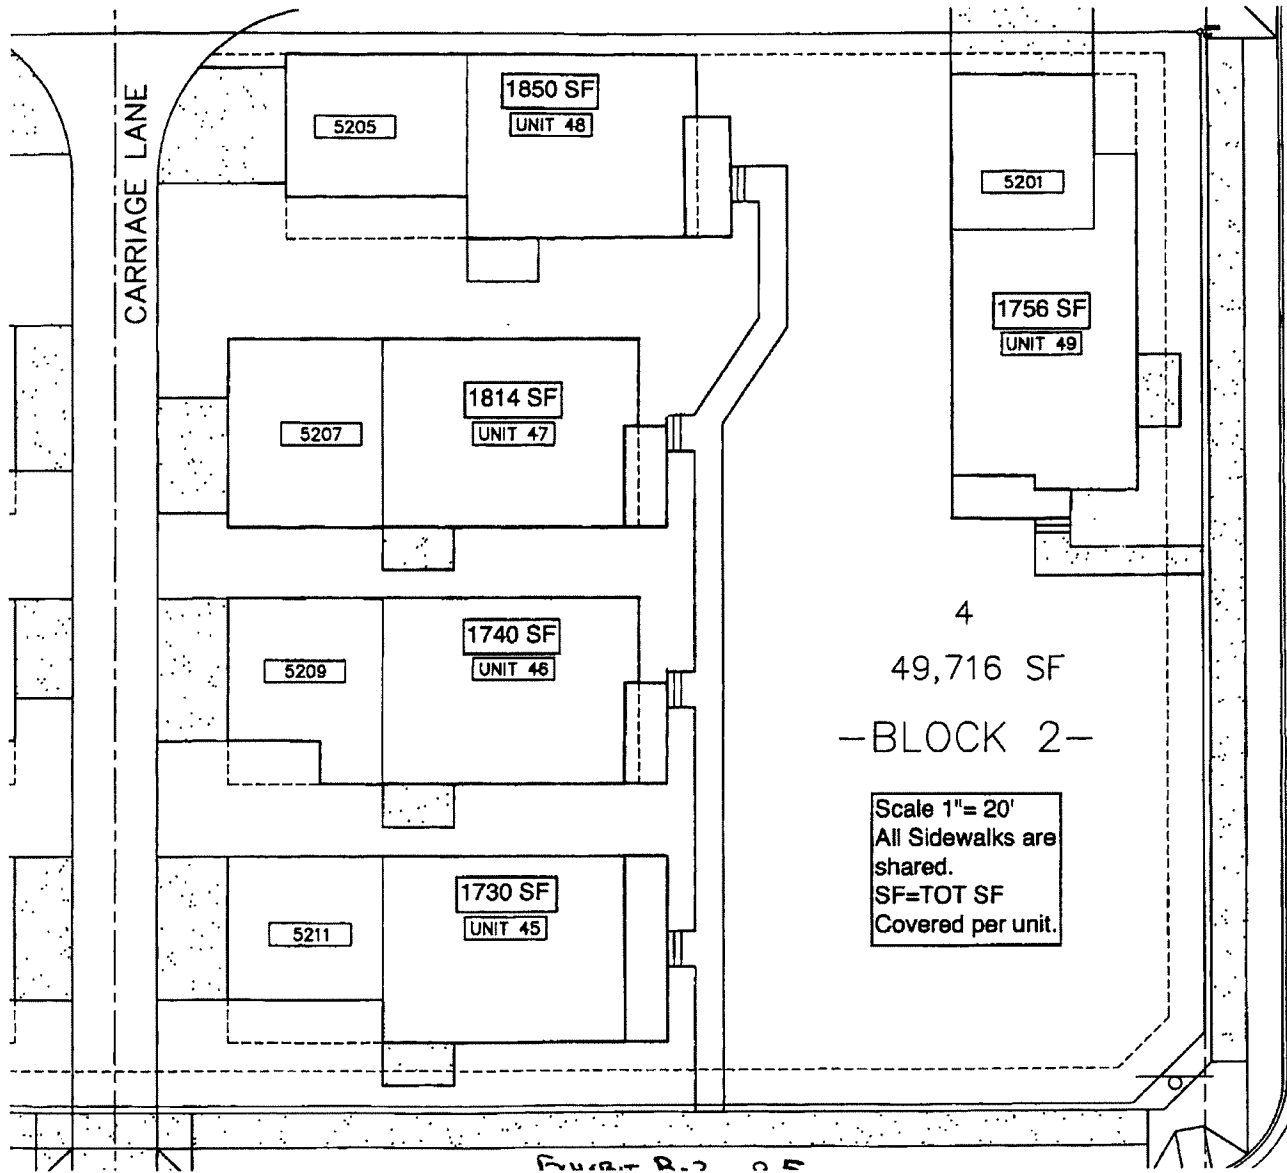 CARRIAGE LANE
1850 SF
UNIT 48
5205
5201
1756 SF
UNIT 49
1814 SF
UNIT 47
5207
1740 SF
UNIT 46
5209
1730 SF
UNIT 45
5211
4
49,716 SF
-BLOCK 2-
Scale 1"= 20'
All Sidewalks are
shared.
SF=TOT SF
Covered per unit.